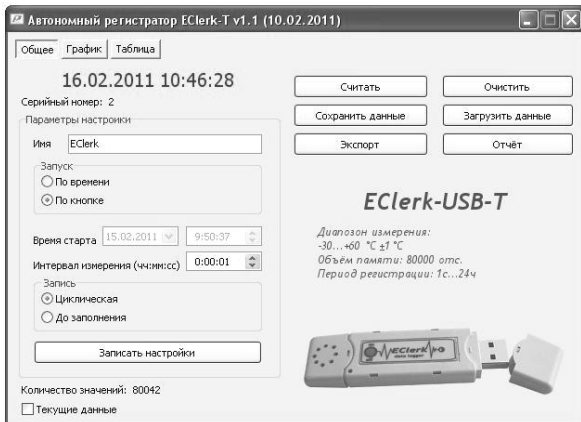 Автономный регистратор EClerk-T v1.1 (10.02.2011)
Общее График Таблица
16.02.2011 10:46:28
Серийный номер: 2
Параметры настройки
Имя EClerk
Запуск
По времени
По кнопке
Время старта 15.02.2011 9:50:37
Интервал измерения (чч:мм:сс) 0:00:01
Запись
Циклическая
До заполнения
Записать настройки
Количество значений: 80042
Текущие данные
Считать Очистить
Сохранить данные Загрузить данные
Экспорт Отчёт
EClerk-USB-T
Диапозон измерения:
-30...+60 °C ±1 °C
Объём памяти: 80000 отс.
Период регистрации: 1с...24ч
EClerk
data logger